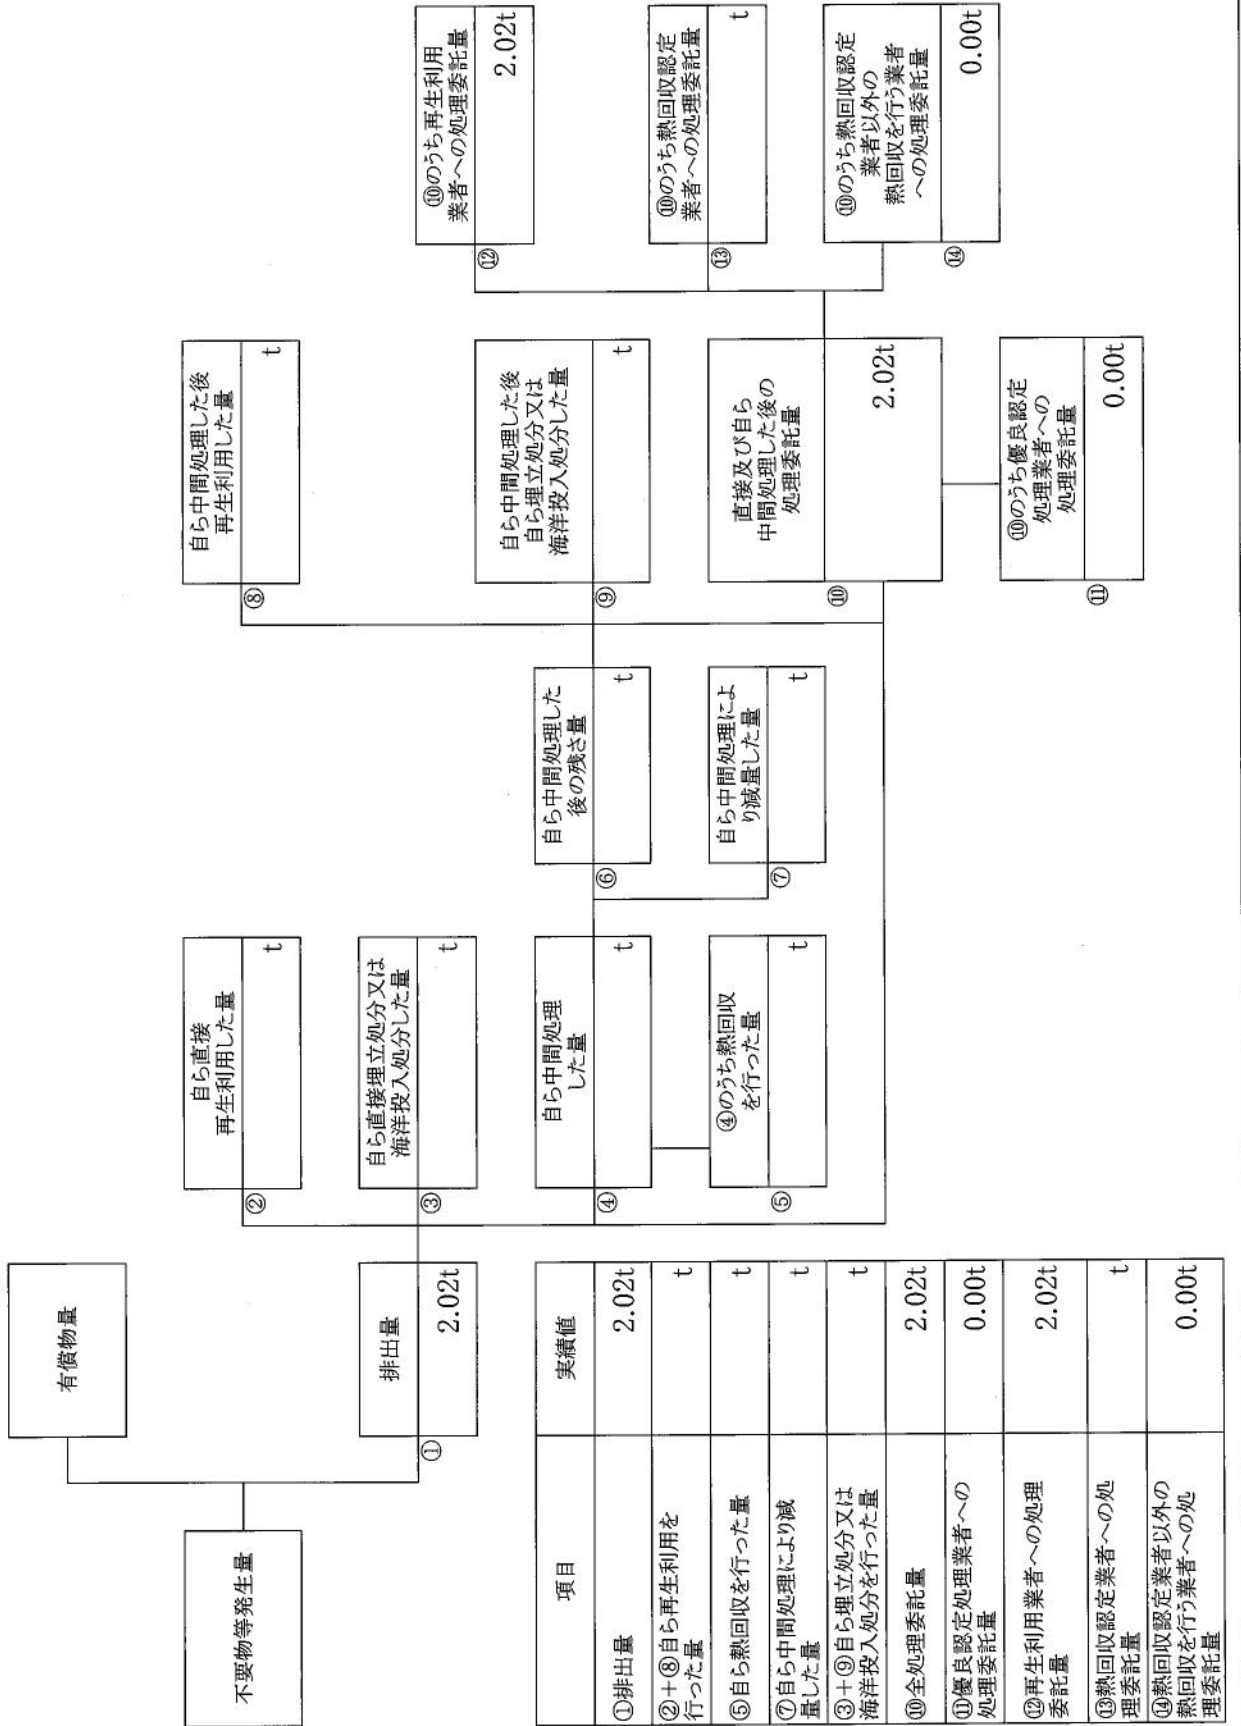 有償物量
不要物等発生量
排出量
①
2.02t
自ら直接
再生利用した量
②
t
自ら直接埋立処分又は
海洋投入処分した量
③
t
自ら中間処理
した量
④
t
④のうち熱回収
を行った量
⑤
t
自ら中間処理した
後の残さ量
⑥
t
自ら中間処理によ
り減量した量
⑦
t
自ら中間処理した後
再生利用した量
⑧
t
自ら中間処理した後
自ら埋立処分又は
海洋投入処分した量
⑨
t
直接及び自ら
中間処理した後の
処理委託量
⑩
2.02t
⑩のうち優良認定
処理業者への
処理委託量
⑪
0.00t
⑩のうち再生利用
業者への処理委託量
⑫
2.02t
⑩のうち熱回収認定
業者への処理委託量
⑬
t
⑩のうち熱回収認定
業者以外の
熱回収を行う業者
への処理委託量
⑭
0.00t
項目 実績値
①排出量 2.02t
②+⑧自ら再生利用を
行った量 t
⑤自ら熱回収を行った量 t
⑦自ら中間処理により減
量した量 t
③+⑨自ら埋立処分又は
海洋投入処分を行った量 t
⑩全処理委託量 2.02t
⑪優良認定処理業者への
処理委託量 0.00t
⑫再生利用業者への処理
委託量 2.02t
⑬熱回収認定業者への処
理委託量 t
⑭熱回収認定業者以外の
熱回収を行う業者への処
理委託量 0.00t